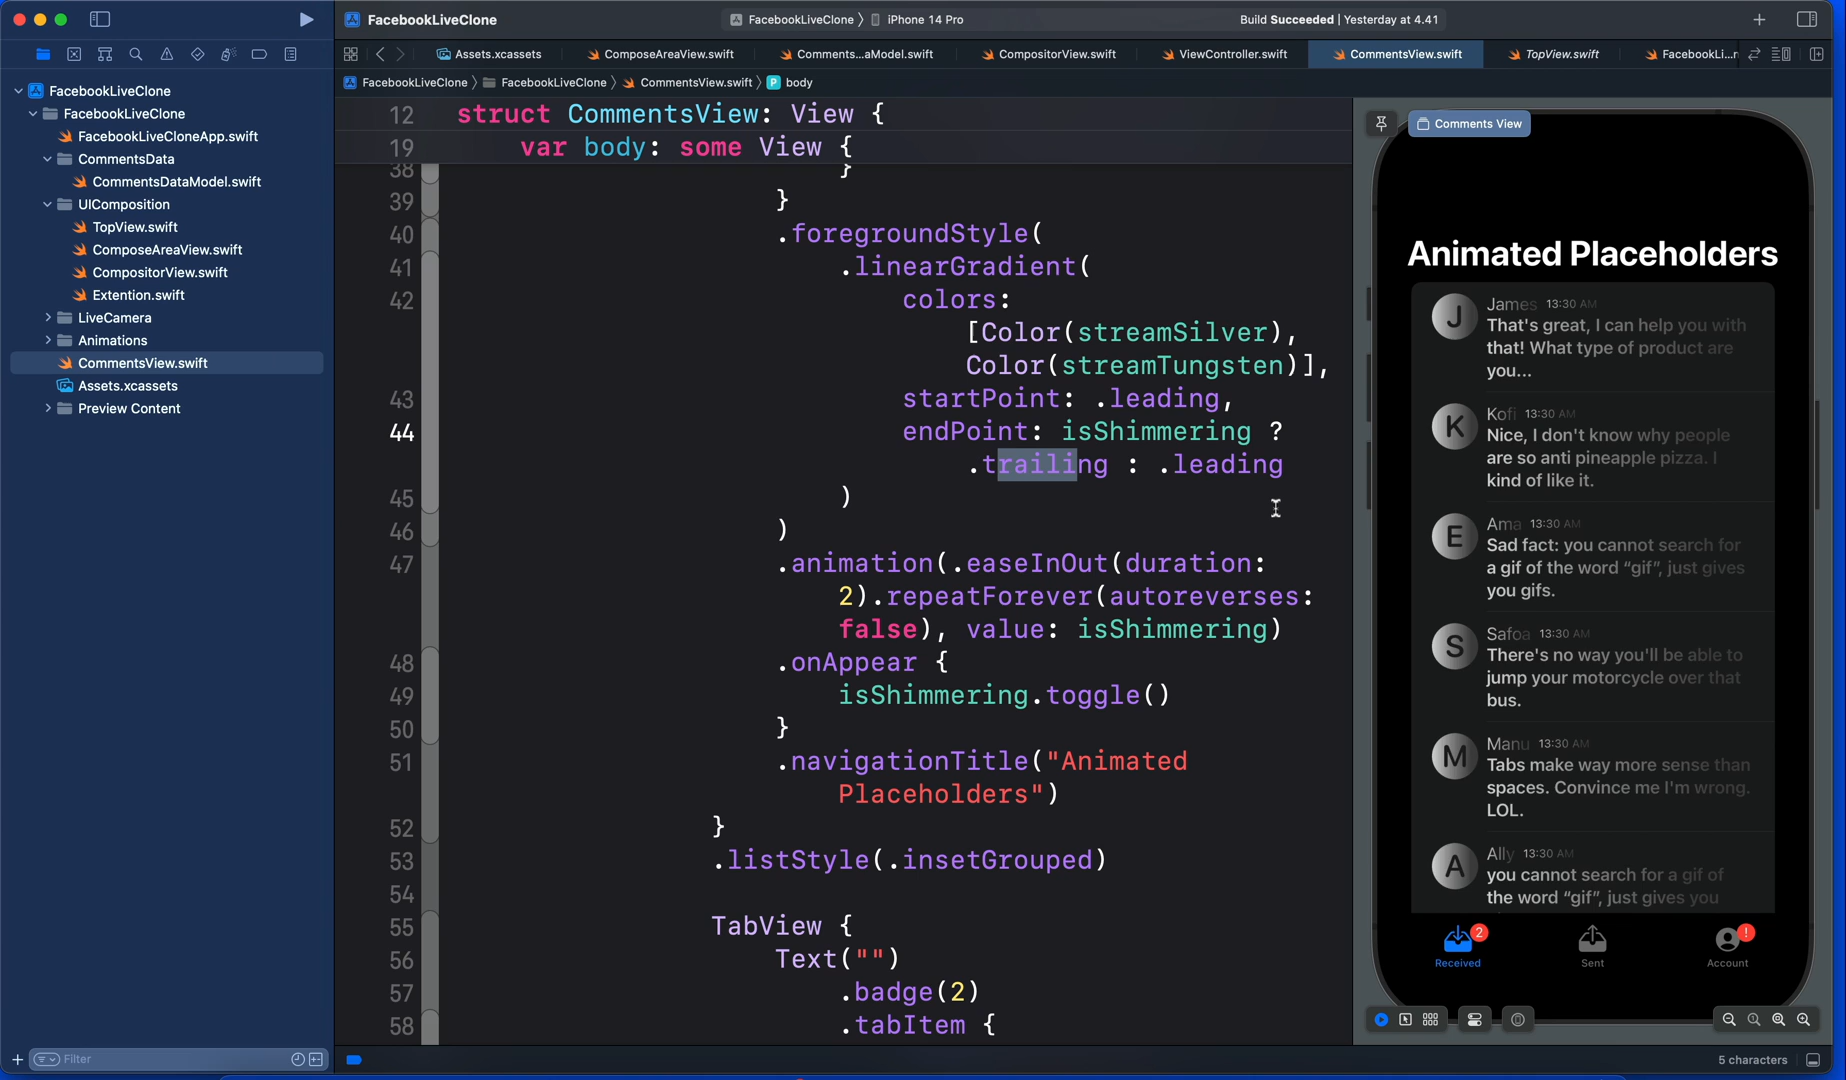 FacebookLiveClone
FacebookLiveClone 〉 iPhone 14 Pro
Build Succeeded | Yesterday at 4.41
Assets.xcassets
ComposeAreaView.swift
Comments...aModel.swift
CompositorView.swift
ViewController.swift
CommentsView.swift
TopView.swift
FacebookLi...
FacebookLiveClone 〉 FacebookLiveClone 〉 CommentsView.swift 〉 P body
FacebookLiveClone
FacebookLiveClone
FacebookLiveCloneApp.swift
CommentsData
CommentsDataModel.swift
UIComposition
TopView.swift
ComposeAreaView.swift
CompositorView.swift
Extention.swift
LiveCamera
Animations
CommentsView.swift
Assets.xcassets
Preview Content
Filter
12 struct CommentsView: View {
19 var body: some View {
38 }
39 }
40 .foregroundStyle(
41 .linearGradient(
42 colors:
[Color(streamSilver),
Color(streamTungsten)],
43 startPoint: .leading,
44 endPoint: isShimmering ?
.trailing : .leading
45 )
46 )
47 .animation(.easeInOut(duration:
2).repeatForever(autoreverses:
false), value: isShimmering)
48 .onAppear {
49 isShimmering.toggle()
50 }
51 .navigationTitle("Animated
Placeholders")
52 }
53 .listStyle(.insetGrouped)
54
55 TabView {
56 Text("")
57 .badge(2)
58 .tabItem {
Comments View
Animated Placeholders
J
James 13:30 AM
That's great, I can help you with
that! What type of product are
you...
K
Kofi 13:30 AM
Nice, I don't know why people
are so anti pineapple pizza. I
kind of like it.
E
Ama 13:30 AM
Sad fact: you cannot search for
a gif of the word “gif”, just gives
you gifs.
S
Safoa 13:30 AM
There's no way you'll be able to
jump your motorcycle over that
bus.
M
Manu 13:30 AM
Tabs make way more sense than
spaces. Convince me I'm wrong.
LOL.
A
Ally 13:30 AM
you cannot search for a gif of
the word “gif”, just gives you
2
!
Received
Sent
Account
5 characters